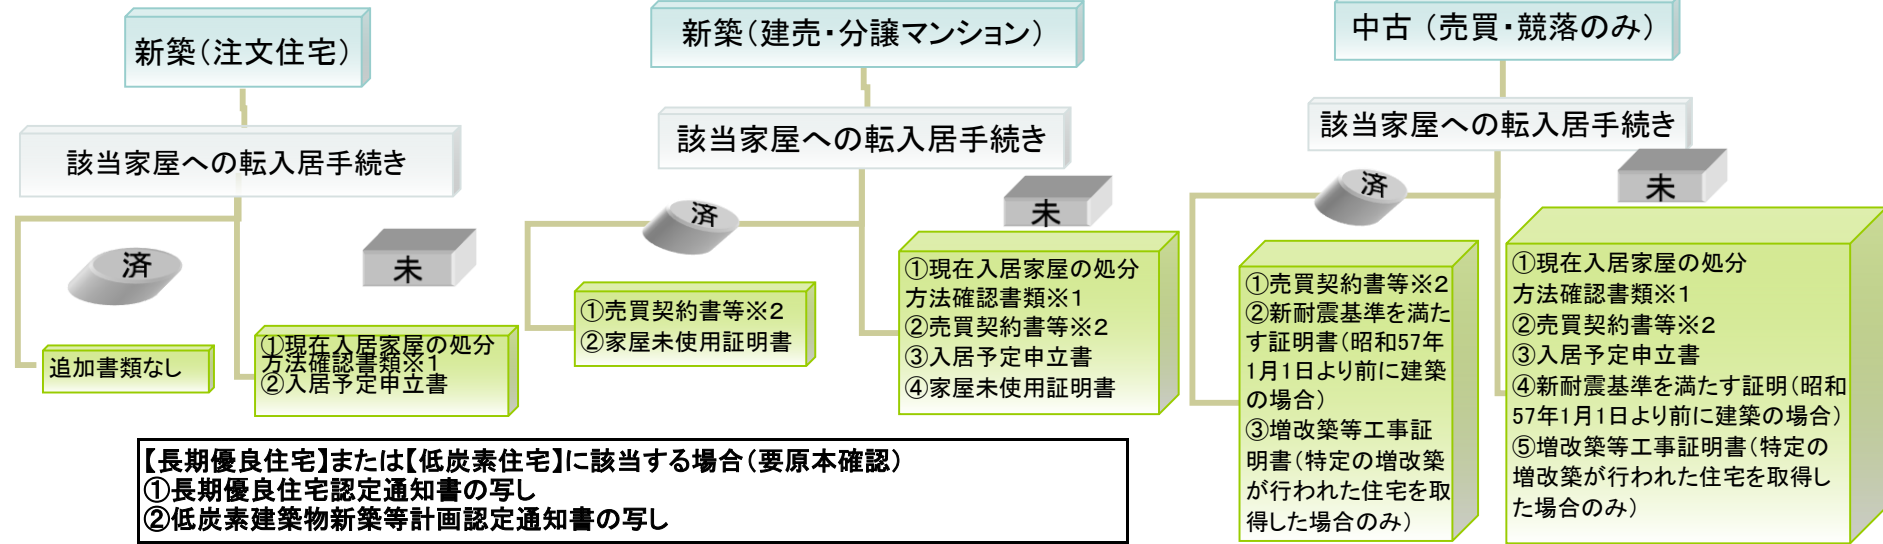 新築(注文住宅)
該当家屋への転入居手続き
済
未
追加書類なし
①現在入居家屋の処分
方法確認書類※1
②入居予定申立書
新築(建売・分譲マンション)
該当家屋への転入居手続き
済
未
①売買契約書等※2
②家屋未使用証明書
①現在入居家屋の処分
方法確認書類※1
②売買契約書等※2
③入居予定申立書
④家屋未使用証明書
中古 (売買・競落のみ)
該当家屋への転入居手続き
済
未
①売買契約書等※2
②新耐震基準を満た
す証明書(昭和57年
1月1日より前に建築
の場合)
③増改築等工事証
明書(特定の増改築
が行われた住宅を取
得した場合のみ)
①現在入居家屋の処分
方法確認書類※1
②売買契約書等※2
③入居予定申立書
④新耐震基準を満たす証明(昭和
57年1月1日より前に建築の場合)
⑤増改築等工事証明書(特定の
増改築が行われた住宅を取得し
た場合のみ)
【長期優良住宅】または【低炭素住宅】に該当する場合(要原本確認)
①長期優良住宅認定通知書の写し
②低炭素建築物新築等計画認定通知書の写し